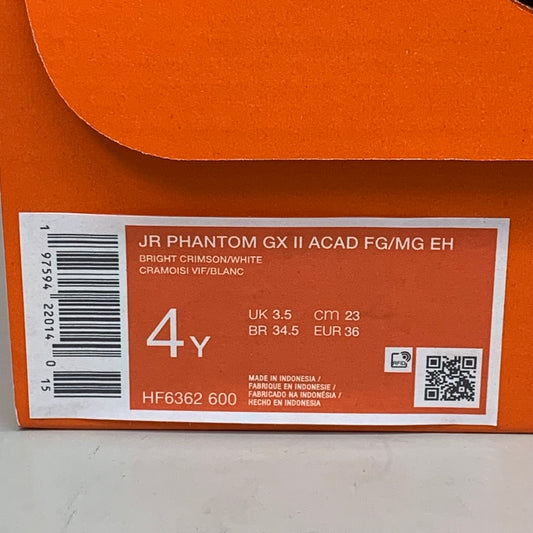 JR PHANTOM GX II ACAD FG/MG EH
BRIGHT CRIMSON/WHITE
CRAMOISI VIF/BLANC
4Y
UK 3.5 cm 23
BR 34.5 EUR 36
MADE IN INDONESIA /
FABRIQUE EN INDONESIE /
FABRICADO NA INDONÉSIA /
HECHO EN INDONESIA
HF6362 600
RFID
1 97594 22014 0 15